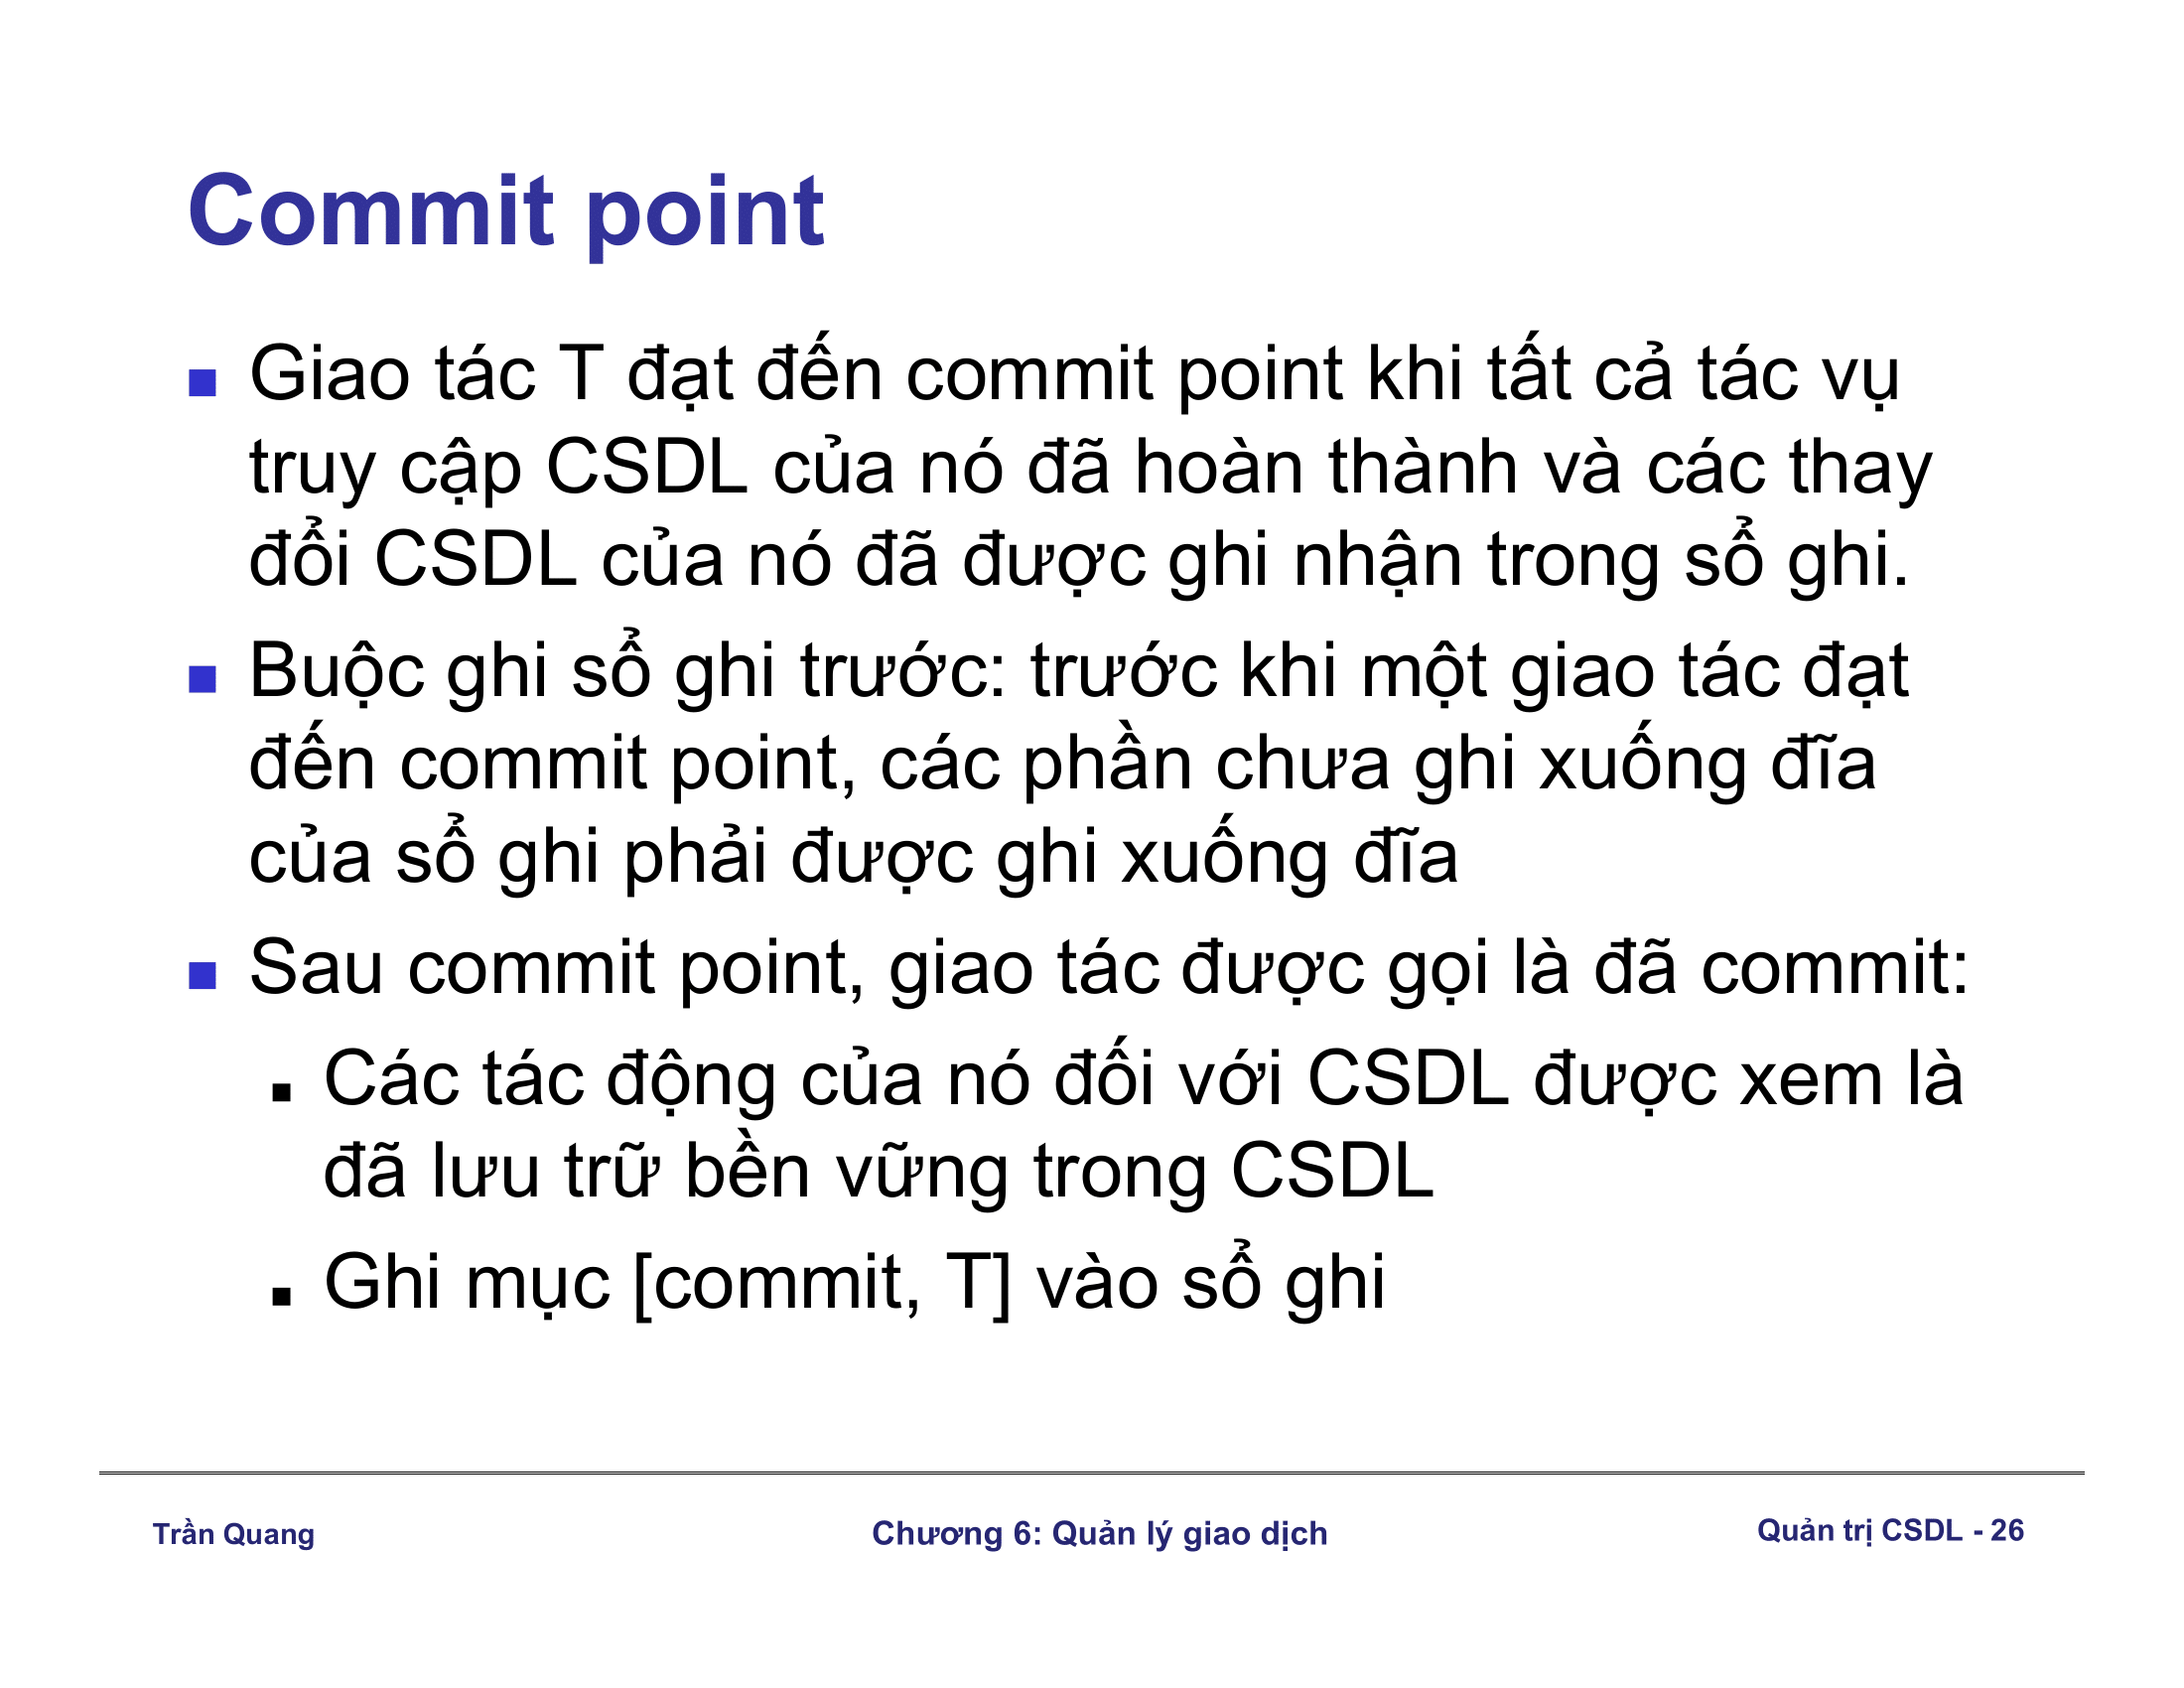 Commit point
Giao tác T đạt đến commit point khi tất cả tác vụ
truy cập CSDL của nó đã hoàn thành và các thay
đổi CSDL của nó đã được ghi nhận trong sổ ghi.
Buộc ghi sổ ghi trước: trước khi một giao tác đạt
đến commit point, các phần chưa ghi xuống đĩa
của sổ ghi phải được ghi xuống đĩa
Sau commit point, giao tác được gọi là đã commit:
Các tác động của nó đối với CSDL được xem là
đã lưu trữ bền vững trong CSDL
Ghi mục [commit, T] vào sổ ghi
Trần Quang
Chương 6: Quản lý giao dịch
Quản trị CSDL - 26